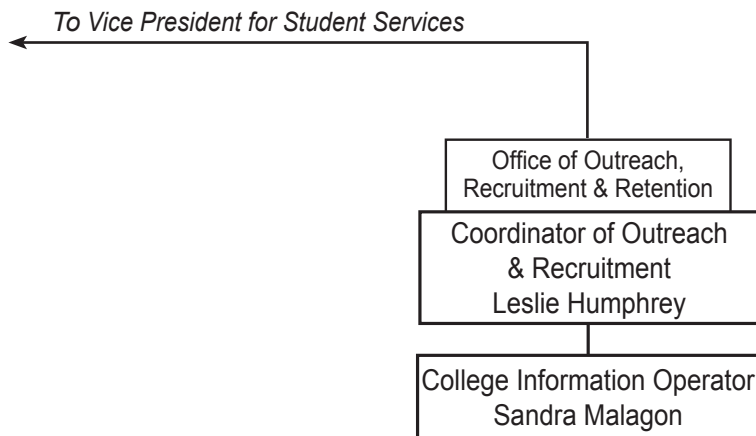 To Vice President for Student Services
Office of Outreach,
Recruitment & Retention
Coordinator of Outreach
& Recruitment
Leslie Humphrey
College Information Operator
Sandra Malagon